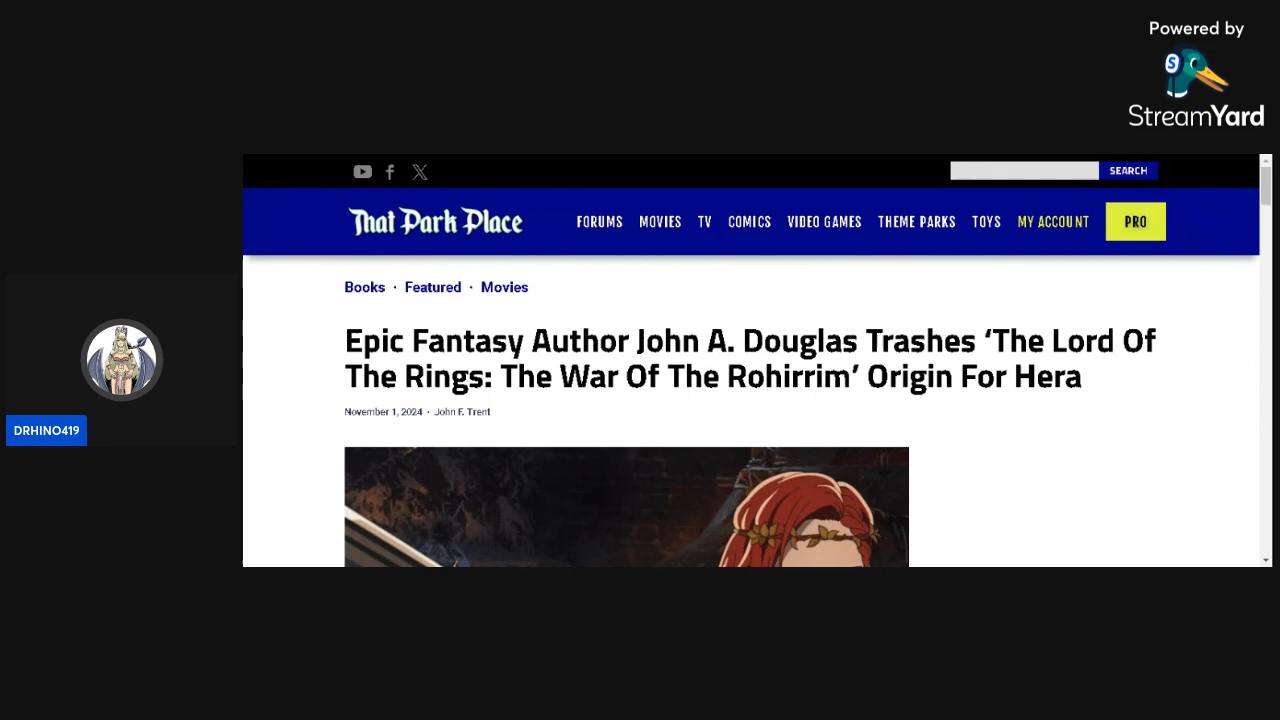 Powered by
StreamYard
SEARCH
That Park Place
FORUMS MOVIES TV COMICS VIDEO GAMES THEME PARKS TOYS MY ACCOUNT PRO
Books · Featured · Movies
Epic Fantasy Author John A. Douglas Trashes ‘The Lord Of
The Rings: The War Of The Rohirrim’ Origin For Hera
November 1, 2024 · John F. Trent
DRHINO419